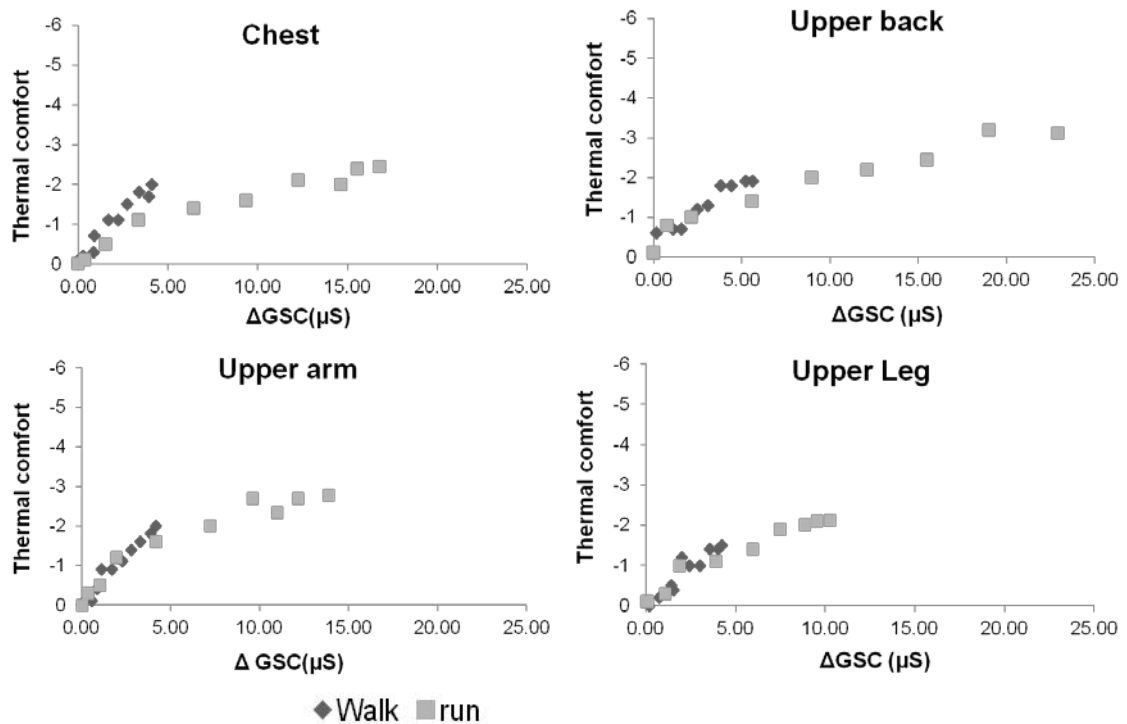 Chest
Thermal comfort
-6
-5
-4
-3
-2
-1
0
0.00 5.00 10.00 15.00 20.00 25.00
ΔGSC(µS)
Upper back
Thermal comfort
-6
-5
-4
-3
-2
-1
0
0.00 5.00 10.00 15.00 20.00 25.00
ΔGSC (µS)
Upper arm
Thermal comfort
-6
-5
-4
-3
-2
-1
0
0.00 5.00 10.00 15.00 20.00 25.00
Δ GSC(µS)
Upper Leg
Thermal comfort
-6
-5
-4
-3
-2
-1
0
0.00 5.00 10.00 15.00 20.00 25.00
ΔGSC (µS)
Walk run